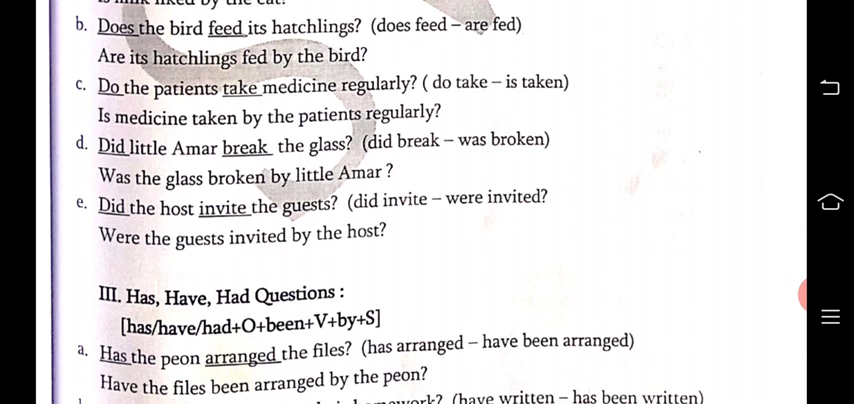 b. Does the bird feed its hatchlings? (does feed – are fed)
Are its hatchlings fed by the bird?
c. Do the patients take medicine regularly? ( do take – is taken)
Is medicine taken by the patients regularly?
d. Did little Amar break the glass? (did break – was broken)
Was the glass broken by little Amar ?
e. Did the host invite the guests? (did invite – were invited?
Were the guests invited by the host?
III. Has, Have, Had Questions :
[has/have/had+O+been+V+by+S]
a. Has the peon arranged the files? (has arranged – have been arranged)
Have the files been arranged by the peon?
(have written – has been written)